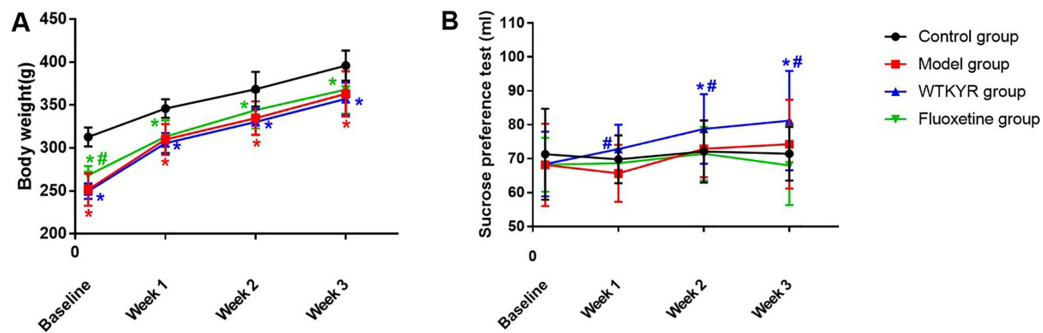 A
Body weight(g)
450
400
350
300
250
200
0
* #
*
*
*
*
*
*
*
*
*
*
*
*
Baseline
Week 1
Week 2
Week 3
B
Sucrose preference test (ml)
110
100
90
80
70
60
50
0
#
*#
*#
Baseline
Week 1
Week 2
Week 3
Control group
Model group
WTKYR group
Fluoxetine group